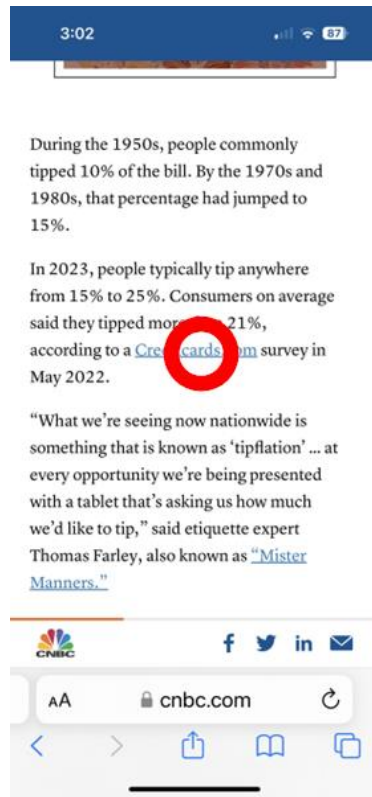 3:02 87
During the 1950s, people commonly
tipped 10% of the bill. By the 1970s and
1980s, that percentage had jumped to
15%.
In 2023, people typically tip anywhere
from 15% to 25%. Consumers on average
said they tipped 21%,
according to a cards survey in
May 2022.
“What we’re seeing now nationwide is
something that is known as ‘tipflation’ ... at
every opportunity we’re being presented
with a tablet that’s asking us how much
we’d like to tip,” said etiquette expert
Thomas Farley, also known as “Mister
Manners.”
CNBC f in
AA cnbc.com